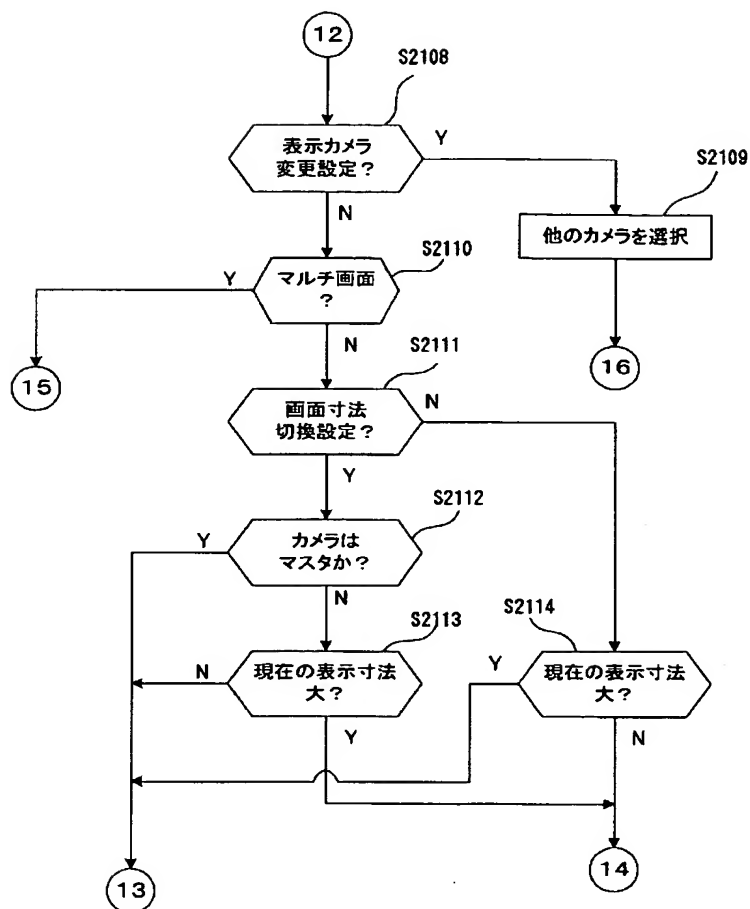 12
S2108
表示カメラ
変更設定？
Y
N
S2109
他のカメラを選択
16
S2110
マルチ画面
？
Y
N
15
S2111
画面寸法
切換設定？
N
Y
S2112
カメラは
マスタか？
Y
N
S2113
現在の表示寸法
大？
N
Y
S2114
現在の表示寸法
大？
Y
N
13
14